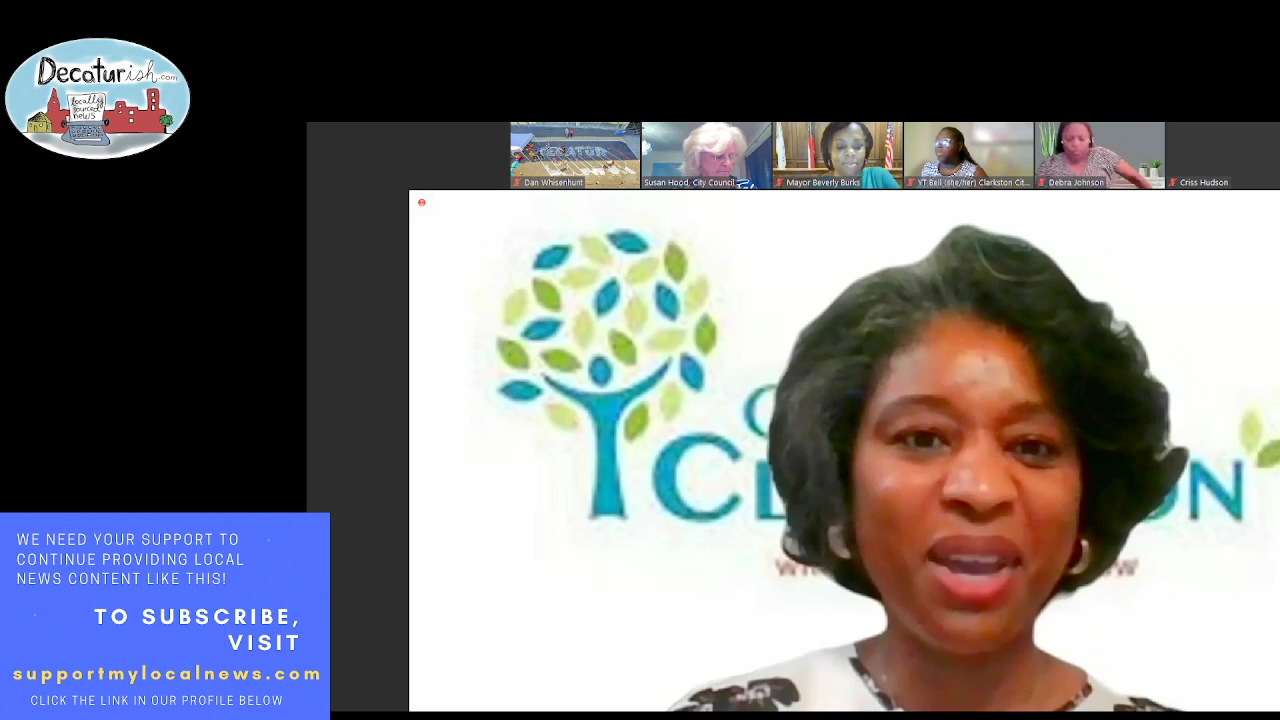 Decaturish.com
locally
sourced
news
DECATUR
Dan Whisenhunt
Susan Hood, City Council
Mayor Beverly Burks
YT Bell (she/her) Clarkston Cit...
Debra Johnson
Criss Hudson
WE NEED YOUR SUPPORT TO
CONTINUE PROVIDING LOCAL
NEWS CONTENT LIKE THIS!
TO SUBSCRIBE,
VISIT
supportmylocalnews.com
CLICK THE LINK IN OUR PROFILE BELOW